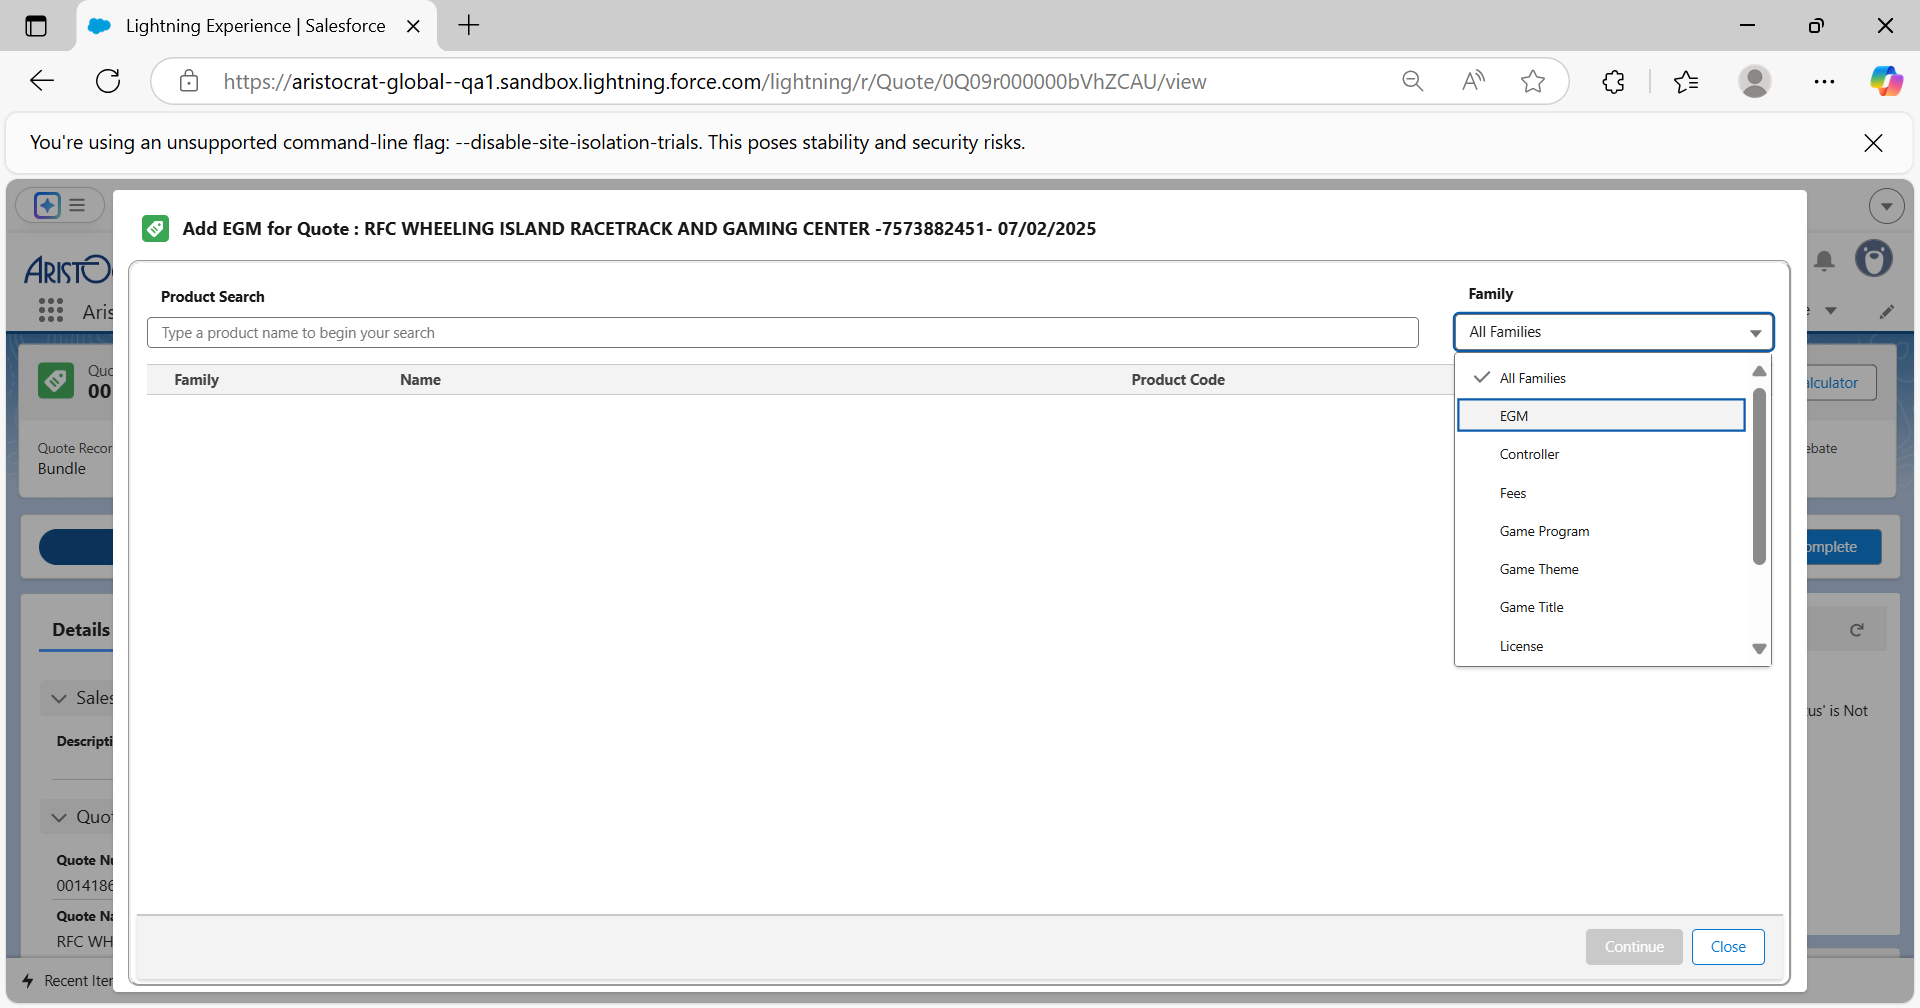 Lightning Experience | Salesforce
https://aristocrat-global--qa1.sandbox.lightning.force.com/lightning/r/Quote/0Q09r000000bVhZCAU/view
You're using an unsupported command-line flag: --disable-site-isolation-trials. This poses stability and security risks.
Add EGM for Quote : RFC WHEELING ISLAND RACETRACK AND GAMING CENTER -7573882451- 07/02/2025
ARISTOC
Aris
Product Search
Family
Type a product name to begin your search
All Families
Family
Name
Product Code
All Families
EGM
Controller
Fees
Game Program
Game Theme
Game Title
License
Quo
00
alculator
Quote Recor
Bundle
ebate
omplete
Details
Sales
us' is Not
Descripti
Quot
Quote Nu
0014186
Quote Na
RFC WH
Continue
Close
Recent Iter